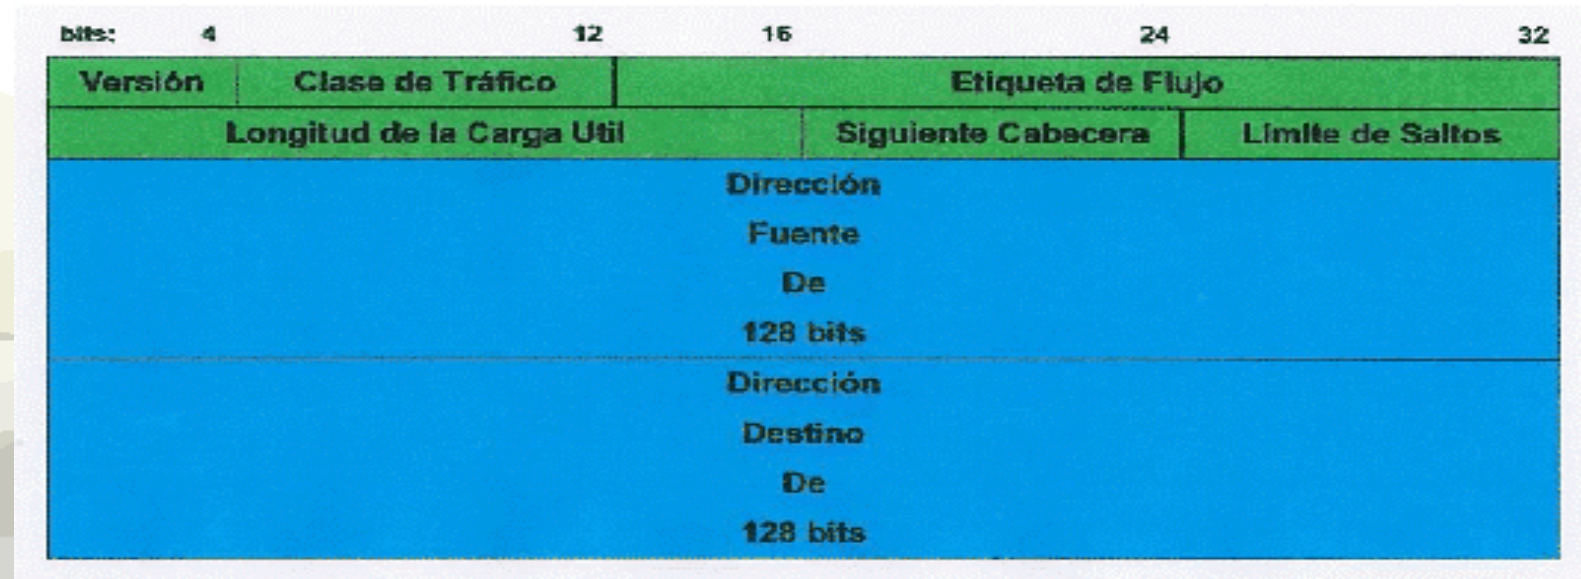 bits: 4 12 16 24 32
Versión Clase de Tráfico Etiqueta de Flujo
Longitud de la Carga Util Siguiente Cabecera Límite de Saltos
Dirección
Fuente
De
128 bits
Dirección
Destino
De
128 bits